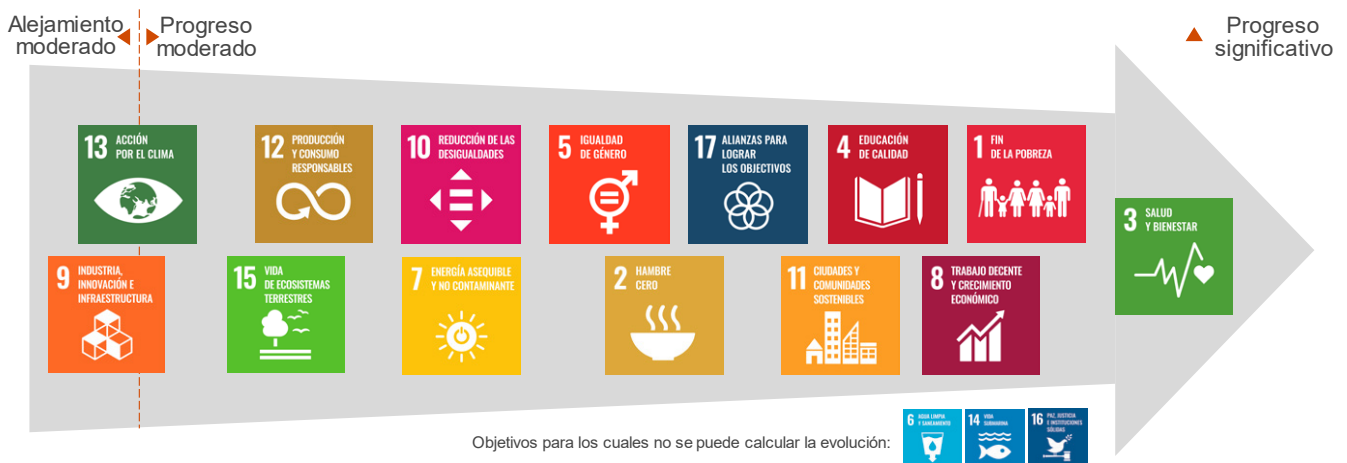 Alejamiento
moderado
Progreso
moderado
Progreso
significativo
13 ACCIÓN
POR EL CLIMA
12 PRODUCCIÓN
Y CONSUMO
RESPONSABLES
10 REDUCCIÓN DE LAS
DESIGUALDADES
5 IGUALDAD
DE GÉNERO
17 ALIANZAS PARA
LOGRAR
LOS OBJECTIVOS
4 EDUCACIÓN
DE CALIDAD
1 FIN
DE LA POBREZA
3 SALUD
Y BIENESTAR
9 INDUSTRIA,
INNOVACIÓN E
INFRAESTRUCTURA
15 VIDA
DE ECOSISTEMAS
TERRESTRES
7 ENERGÍA ASEQUIBLE
Y NO CONTAMINANTE
2 HAMBRE
CERO
11 CIUDADES Y
COMUNIDADES
SOSTENIBLES
8 TRABAJO DECENTE
Y CRECIMIENTO
ECONÓMICO
Objetivos para los cuales no se puede calcular la evolución:
6 AGUA LIMPIA
Y SANEAMIENTO
14 VIDA
SUBMARINA
16 PAZ, JUSTICIA
E INSTITUCIONES
SÓLIDAS